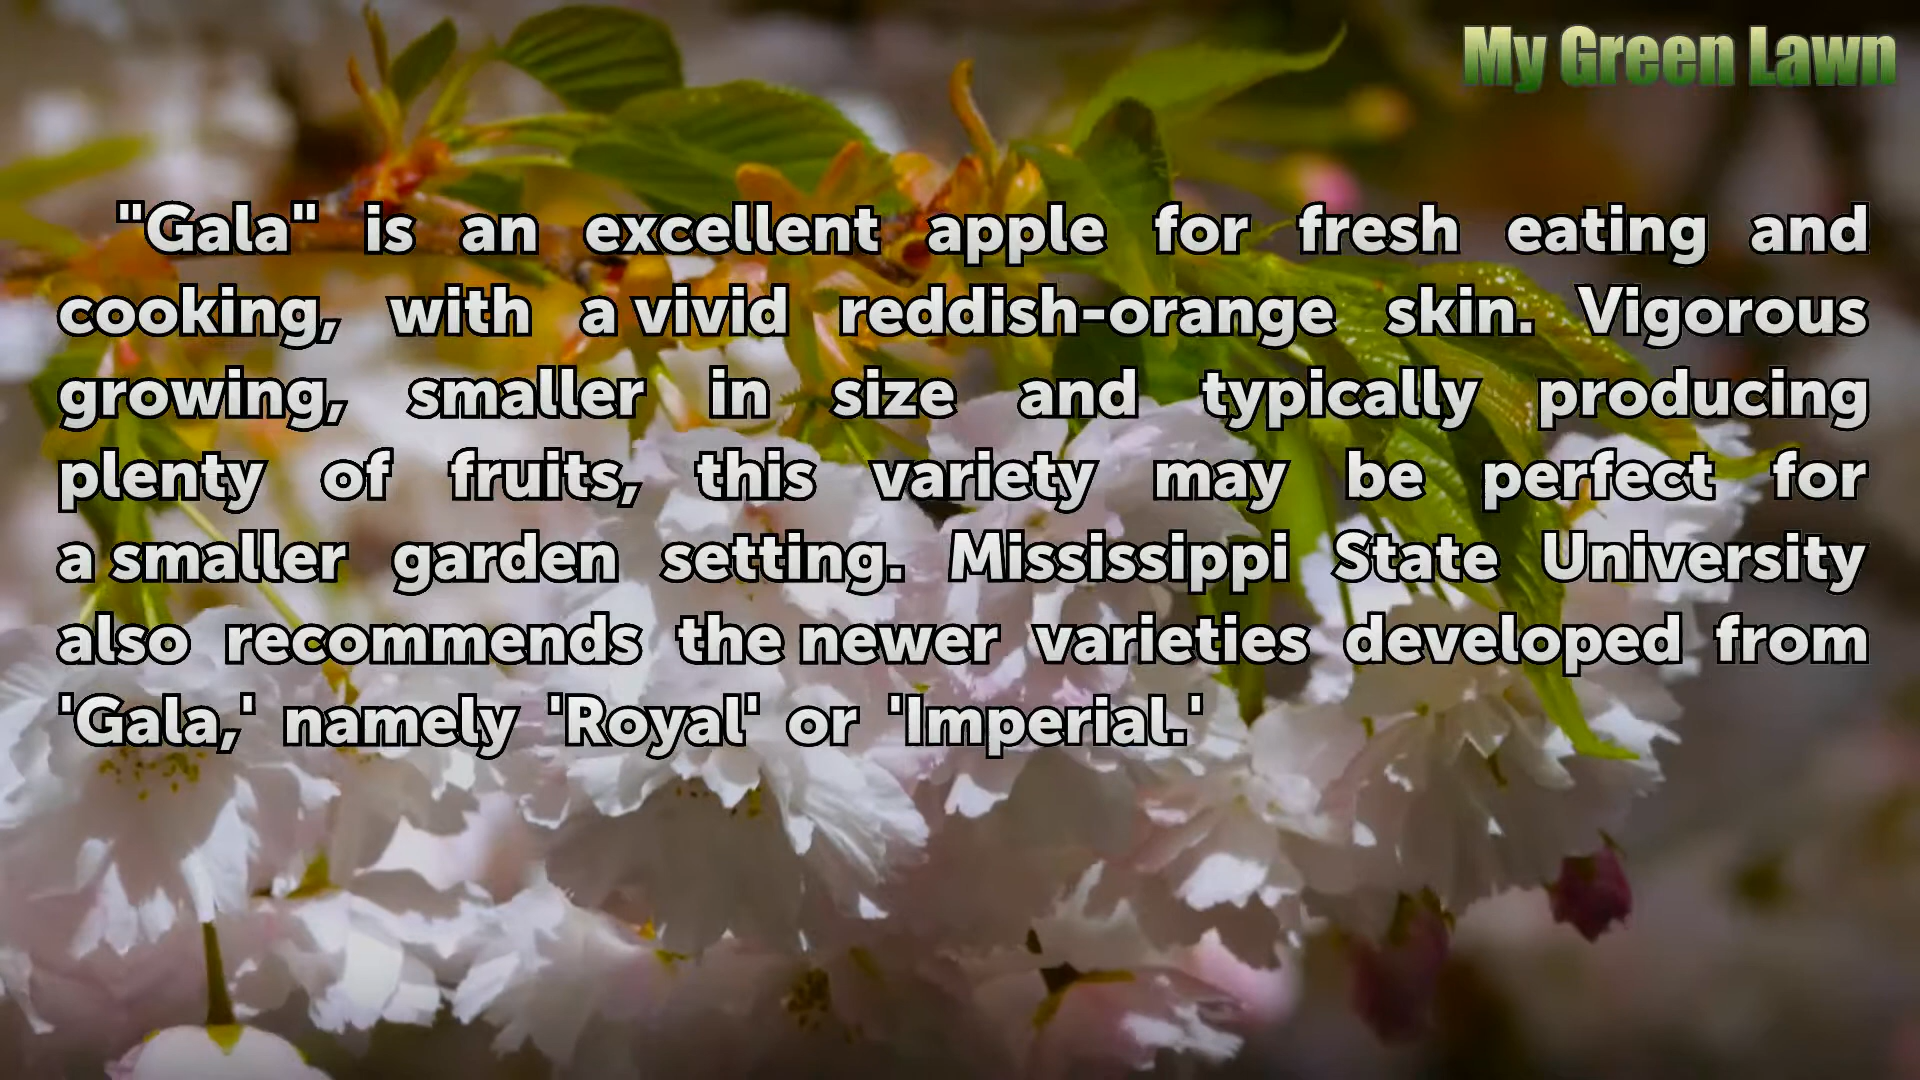 My Green Lawn
"Gala" is an excellent apple for fresh eating and
cooking, with a vivid reddish-orange skin. Vigorous
growing, smaller in size and typically producing
plenty of fruits, this variety may be perfect for
a smaller garden setting. Mississippi State University
also recommends the newer varieties developed from
'Gala,' namely 'Royal' or 'Imperial.'